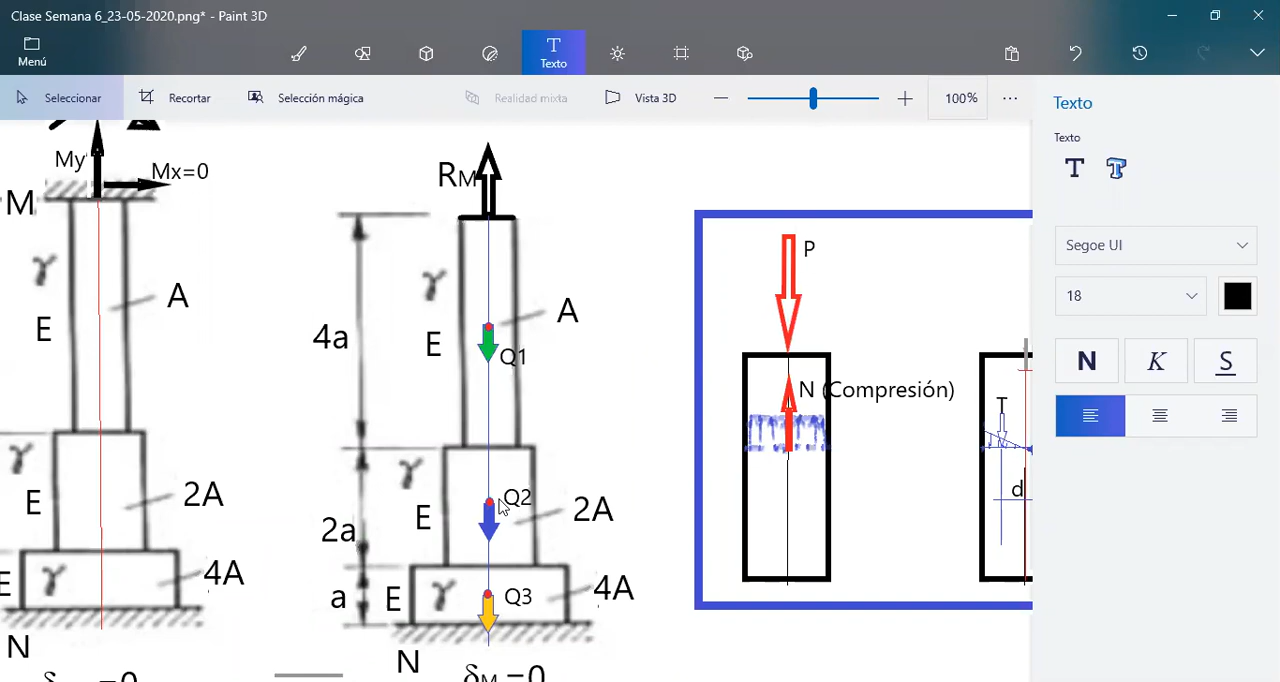 Clase Semana 6_23-05-2020.png* - Paint 3D
Menú
Texto
Seleccionar
Recortar
Selección mágica
Realidad mixta
Vista 3D
100%
Texto
Texto
T T
Segoe UI
18
N K S
My
Mx=0
M
γ
E
A
γ
E
2A
E γ
4A
N
RM
γ
4a
E
A
Q1
γ
Q2
2a
E
2A
a
E
γ
Q3
4A
N
δM =0
=0
P
N (Compresión)
T
d